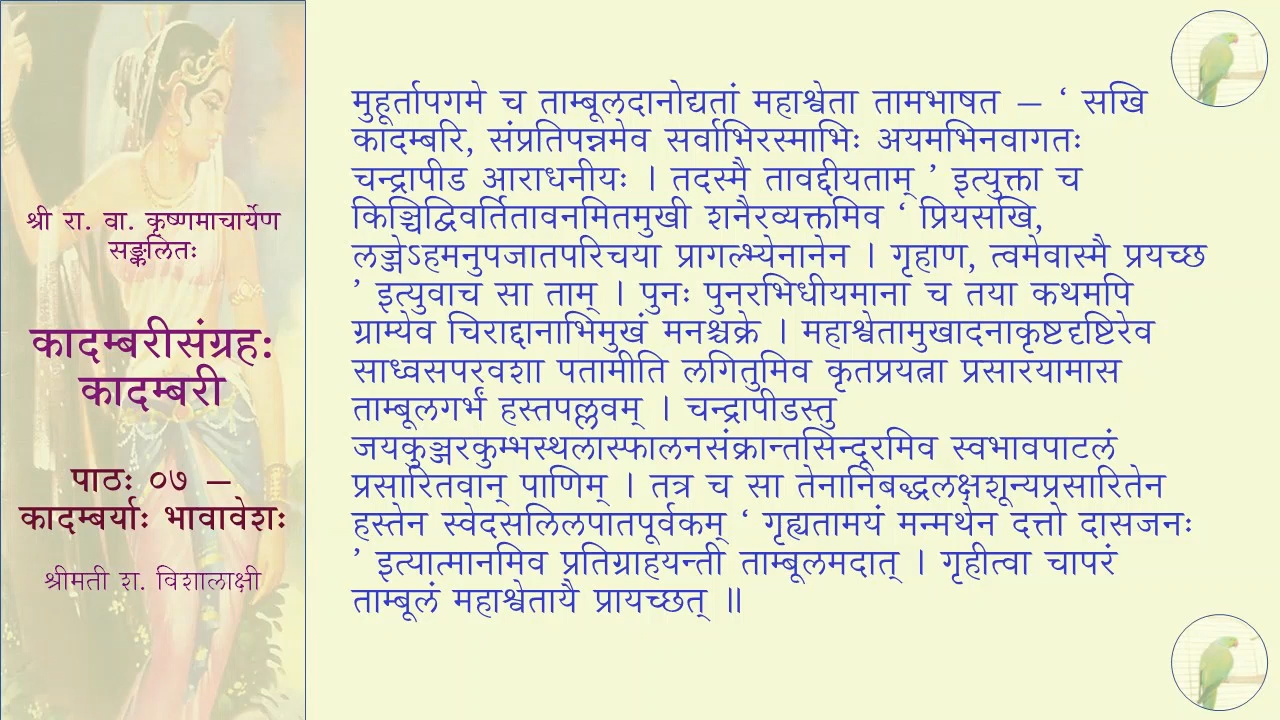 श्री रा. वा. कृष्णमाचार्येण
सङ्कलितः
कादम्बरीसंग्रहः
कादम्बरी
पाठः ०७ –
कादम्बर्याः भावावेशः
श्रीमती श. विशालाक्षी
मुहूर्तापगमे च ताम्बूलदानोद्यतां महाश्वेता तामभाषत – ‘ सखि
कादम्बरि, संप्रतिपन्नमेव सर्वाभिरस्माभिः अयमभिनवागतः
चन्द्रापीड आराधनीयः । तदस्मै तावद्दीयताम् ’ इत्युक्ता च
किञ्चिद्विवर्तितावनमितमुखी शनैरव्यक्तमिव ‘ प्रियसखि,
लज्जेऽहमनुपजातपरिचया प्रागल्भ्येनानेन । गृहाण, त्वमेवास्मै प्रयच्छ
’ इत्युवाच सा ताम् । पुनः पुनरभिधीयमाना च तया कथमपि
ग्राम्येव चिराद्दानाभिमुखं मनश्चक्रे । महाश्वेतामुखादनाकृष्टदृष्टिरेव
साध्वसपरवशा पतामीति लगितुमिव कृतप्रयत्ना प्रसारयामास
ताम्बूलगर्भं हस्तपल्लवम् । चन्द्रापीडस्तु
जयकुञ्जरकुम्भस्थलास्फालनसंक्रान्तसिन्दूरमिव स्वभावपाटलं
प्रसारितवान् पाणिम् । तत्र च सा तेनानिबद्धलक्षशून्यप्रसारितेन
हस्तेन स्वेदसलिलपातपूर्वकम् ‘ गृह्यतामयं मन्मथेन दत्तो दासजनः
’ इत्यात्मानमिव प्रतिग्राहयन्ती ताम्बूलमदात् । गृहीत्वा चापरं
ताम्बूलं महाश्वेतायै प्रायच्छत् ॥